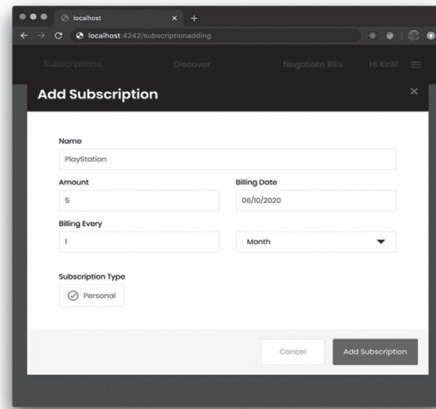 localhost
localhost:4242/subscriptionadding
Subscriptions Discover Negotiate Bills Hi Kirill!
Add Subscription
Name
PlayStation
Amount Billing Date
5 06/10/2020
Billing Every
1 Month
Subscription Type
Personal
Cancel Add Subscription